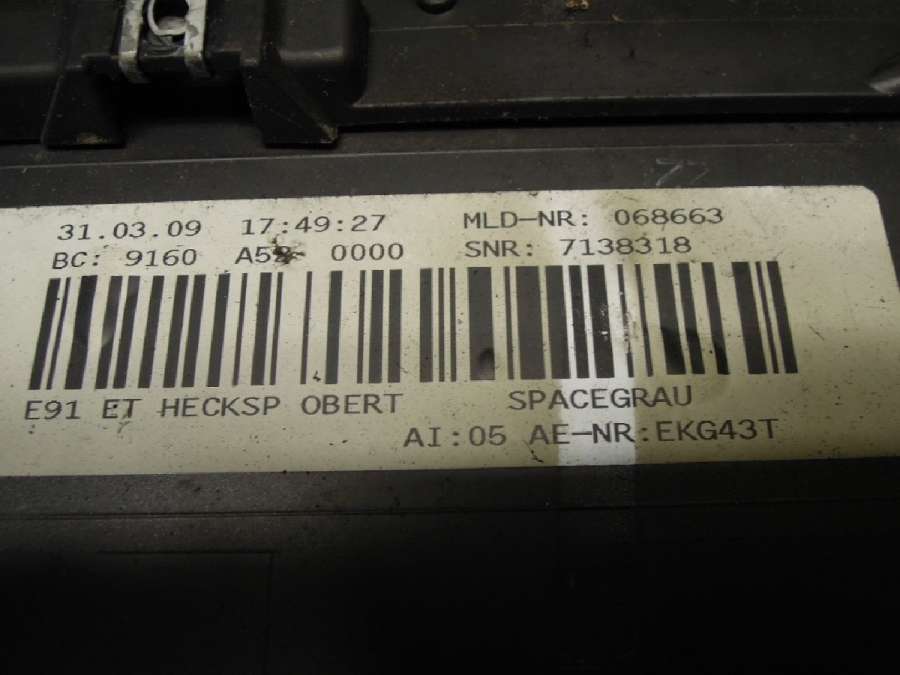 31.03.09 17:49:27 MLD-NR: 068663
BC: 9160 A52 0000 SNR: 7138318
E91 ET HECKSP OBERT SPACEGRAU
AI:05 AE-NR:EKG43T